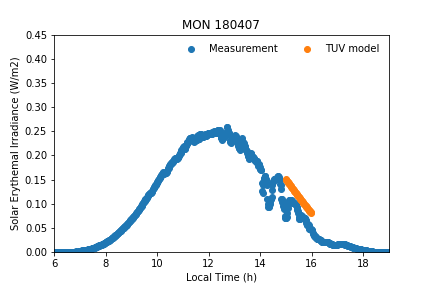 MON 180407
Measurement
TUV model
Solar Erythemal Irradiance (W/m2)
0.45
0.40
0.35
0.30
0.25
0.20
0.15
0.10
0.05
0.00
6 8 10 12 14 16 18
Local Time (h)